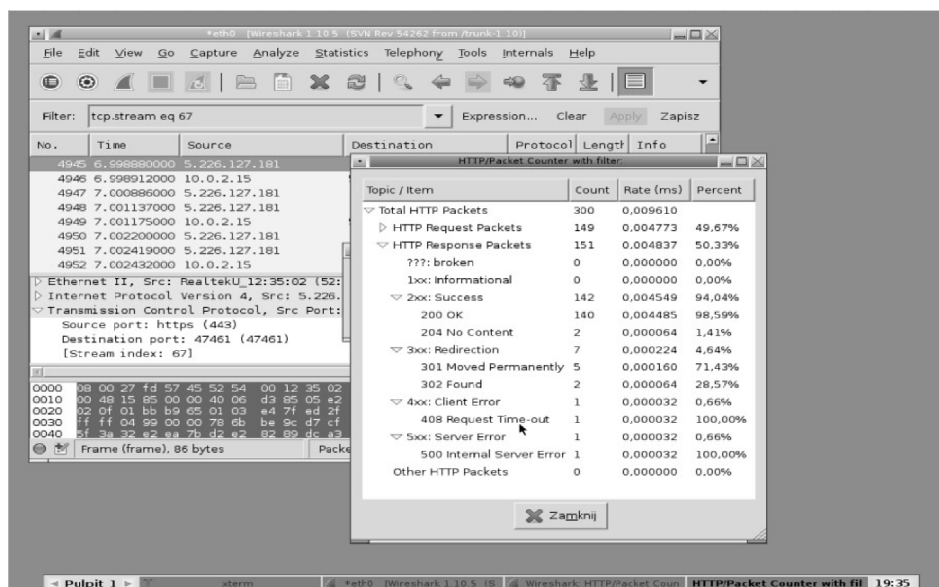 *eth0 [Wireshark 1.10.5 (SVN Rev 54262 from /trunk-1.10)]
File Edit View Go Capture Analyze Statistics Telephony Tools Internals Help
Filter: tcp.stream eq 67 Expression... Clear Apply Zapisz
No. Time Source Destination Protocol Length Info
4945 6.998880000 5.226.127.181
4946 6.998912000 10.0.2.15
4947 7.000886000 5.226.127.181
4948 7.001137000 5.226.127.181
4949 7.001175000 10.0.2.15
4950 7.002200000 5.226.127.181
4951 7.002419000 5.226.127.181
4952 7.002432000 10.0.2.15
Ethernet II, Src: RealtekU_12:35:02 (52:
Internet Protocol Version 4, Src: 5.226.
Transmission Control Protocol, Src Port:
Source port: https (443)
Destination port: 47461 (47461)
[Stream index: 67]
0000 08 00 27 fd 57 45 52 54 00 12 35 02
0010 00 48 15 85 00 00 40 06 d3 85 05 e2
0020 02 0f 01 bb b9 65 01 03 e4 7f ed 2f
0030 ff ff 04 99 00 00 78 6b be 9c d7 cf
0040 5f 3a 32 e2 ea 7b d2 e2 82 89 dc a3
Frame (frame), 86 bytes Packe
HTTP/Packet Counter with filter:
Topic / Item Count Rate (ms) Percent
Total HTTP Packets 300 0,009610
HTTP Request Packets 149 0,004773 49,67%
HTTP Response Packets 151 0,004837 50,33%
???: broken 0 0,000000 0,00%
1xx: Informational 0 0,000000 0,00%
2xx: Success 142 0,004549 94,04%
200 OK 140 0,004485 98,59%
204 No Content 2 0,000064 1,41%
3xx: Redirection 7 0,000224 4,64%
301 Moved Permanently 5 0,000160 71,43%
302 Found 2 0,000064 28,57%
4xx: Client Error 1 0,000032 0,66%
408 Request Time-out 1 0,000032 100,00%
5xx: Server Error 1 0,000032 0,66%
500 Internal Server Error 1 0,000032 100,00%
Other HTTP Packets 0 0,000000 0,00%
Zamknij
Pulpit 1 xterm *eth0 [Wireshark 1.10.5 (S Wireshark: HTTP/Packet Coun HTTP/Packet Counter with fil 19:35